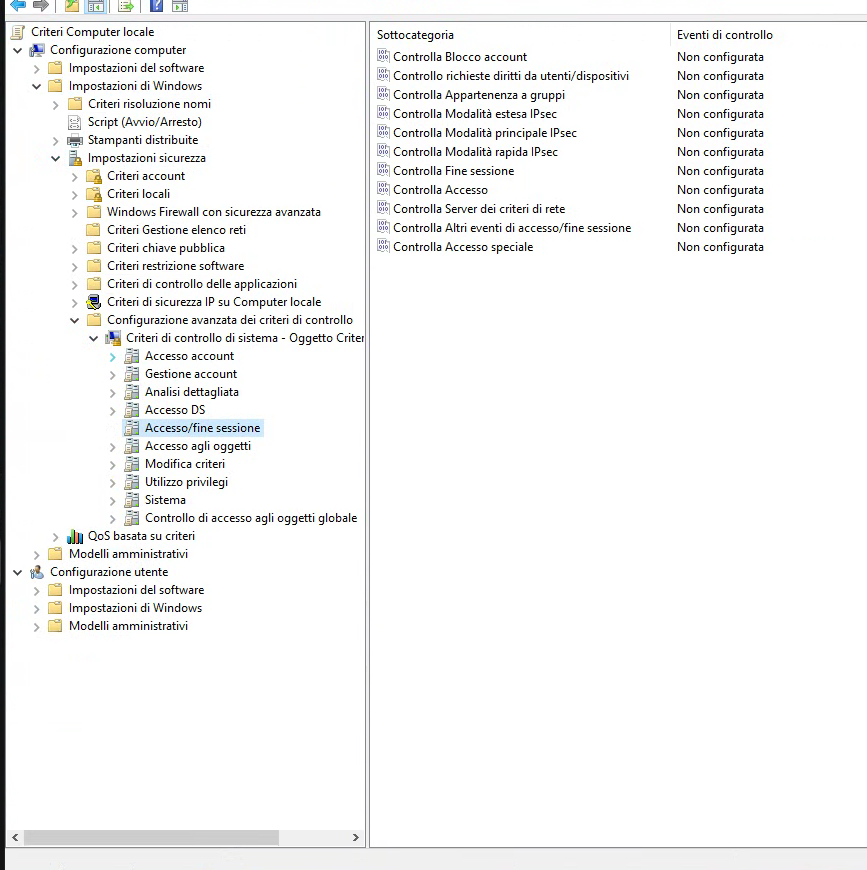 Criteri Computer locale
Configurazione computer
Impostazioni del software
Impostazioni di Windows
Criteri risoluzione nomi
Script (Avvio/Arresto)
Stampanti distribuite
Impostazioni sicurezza
Criteri account
Criteri locali
Windows Firewall con sicurezza avanzata
Criteri Gestione elenco reti
Criteri chiave pubblica
Criteri restrizione software
Criteri di controllo delle applicazioni
Criteri di sicurezza IP su Computer locale
Configurazione avanzata dei criteri di controllo
Criteri di controllo di sistema - Oggetto Criter
Accesso account
Gestione account
Analisi dettagliata
Accesso DS
Accesso/fine sessione
Accesso agli oggetti
Modifica criteri
Utilizzo privilegi
Sistema
Controllo di accesso agli oggetti globale
QoS basata su criteri
Modelli amministrativi
Configurazione utente
Impostazioni del software
Impostazioni di Windows
Modelli amministrativi
Sottocategoria Eventi di controllo
Controlla Blocco account Non configurata
Controllo richieste diritti da utenti/dispositivi Non configurata
Controlla Appartenenza a gruppi Non configurata
Controlla Modalità estesa IPsec Non configurata
Controllo Modalità principale IPsec Non configurata
Controlla Modalità rapida IPsec Non configurata
Controlla Fine sessione Non configurata
Controlla Accesso Non configurata
Controlla Server dei criteri di rete Non configurata
Controlla Altri eventi di accesso/fine sessione Non configurata
Controlla Accesso speciale Non configurata